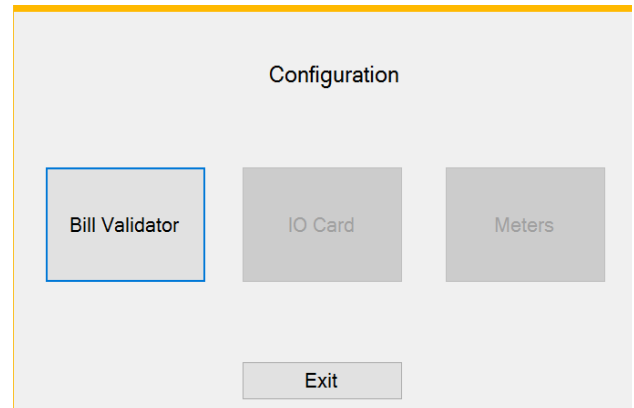 Configuration
Bill Validator
IO Card
Meters
Exit